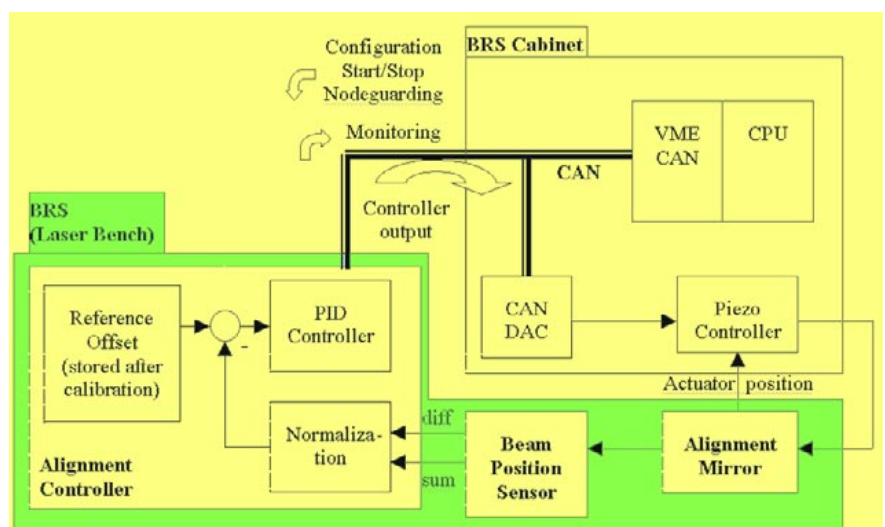 BRS Cabinet
Configuration
Start/Stop
Nodeguarding
Monitoring
VME
CAN
CPU
CAN
Controller
output
BRS
(Laser Bench)
Reference
Offset
(stored after
calibration)
-
PID
Controller
CAN
DAC
Piezo
Controller
Actuator position
Normaliza-
tion
diff
sum
Beam
Position
Sensor
Alignment
Mirror
Alignment
Controller